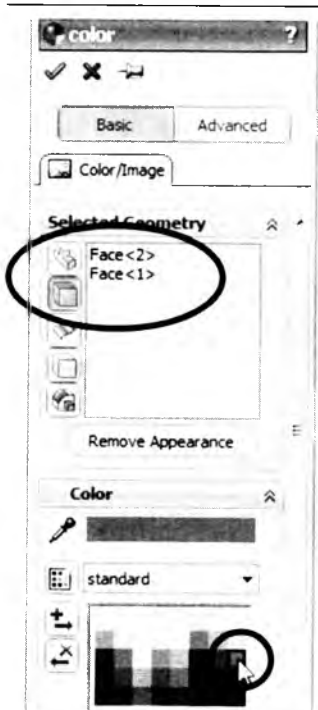 color ?
Basic Advanced
Color/Image
Selected Geometry
Face<2>
Face<1>
Remove Appearance
Color
standard